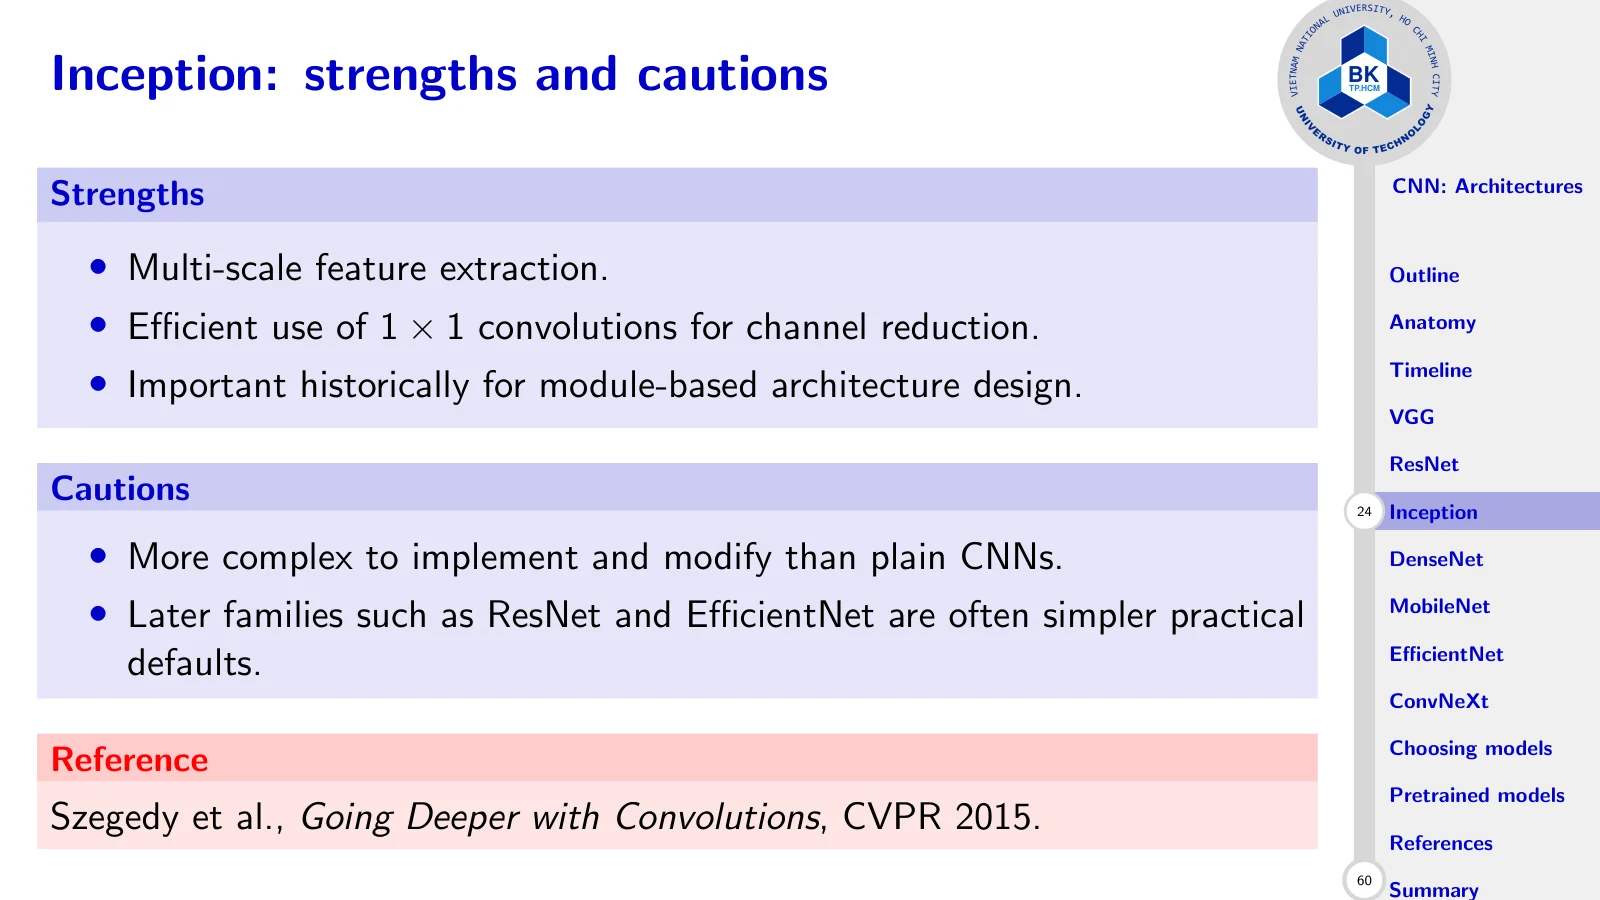 Inception: strengths and cautions
Strengths
• Multi-scale feature extraction.
• Efficient use of 1 × 1 convolutions for channel reduction.
• Important historically for module-based architecture design.
Cautions
• More complex to implement and modify than plain CNNs.
• Later families such as ResNet and EfficientNet are often simpler practical
defaults.
Reference
Szegedy et al., Going Deeper with Convolutions, CVPR 2015.
VIETNAM NATIONAL UNIVERSITY, HO CHI MINH CITY
BK
TP.HCM
UNIVERSITY OF TECHNOLOGY
CNN: Architectures
Outline
Anatomy
Timeline
VGG
ResNet
24 Inception
DenseNet
MobileNet
EfficientNet
ConvNeXt
Choosing models
Pretrained models
References
60 Summary